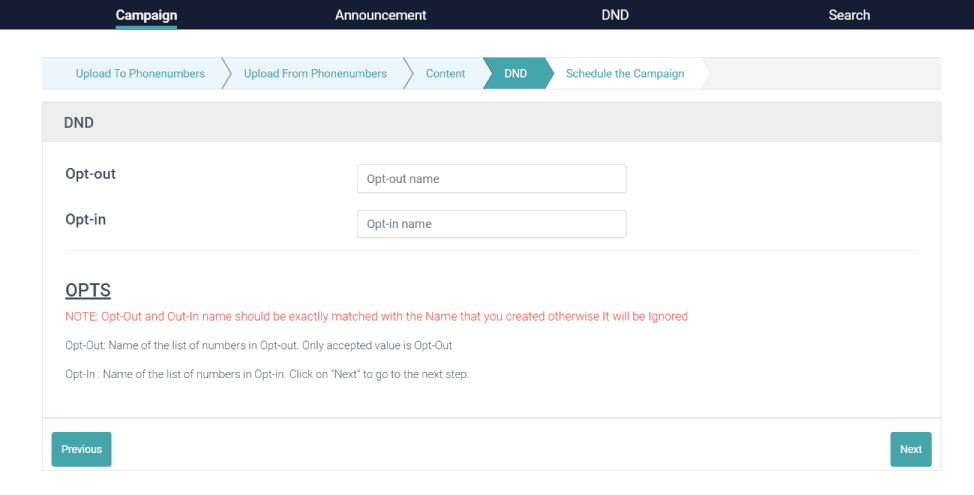 Campaign Announcement DND Search
Upload To Phonenumbers Upload From Phonenumbers Content DND Schedule the Campaign
DND
Opt-out Opt-out name
Opt-in Opt-in name
OPTS
NOTE: Opt-Out and Out-In name should be exactlly matched with the Name that you created otherwise It will be Ignored
Opt-Out: Name of the list of numbers in Opt-out. Only accepted value is Opt-Out
Opt-In : Name of the list of numbers in Opt-in. Click on "Next" to go to the next step.
Previous Next